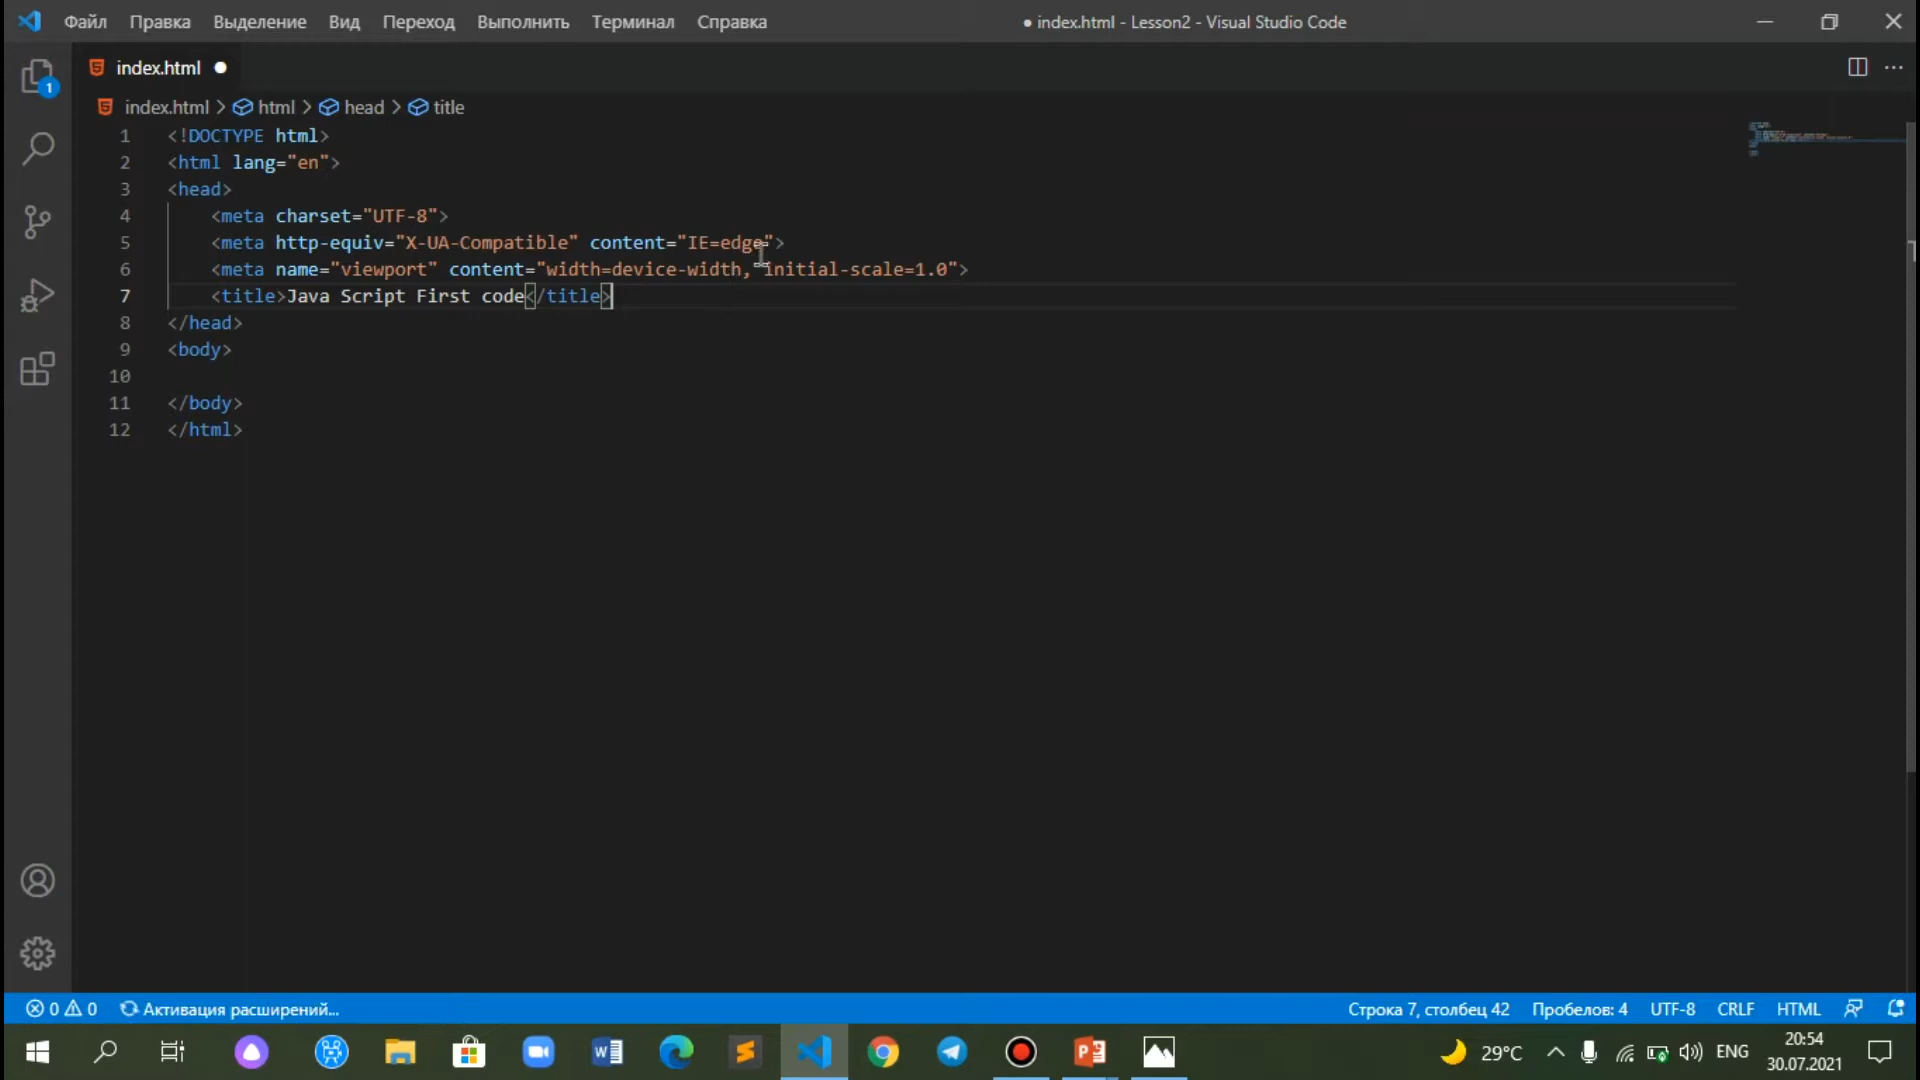 Файл Правка Выделение Вид Переход Выполнить Терминал Справка ● index.html - Lesson2 - Visual Studio Code
index.html ●
1
index.html > html > head > title
1 <!DOCTYPE html>
2 <html lang="en">
3 <head>
4 <meta charset="UTF-8">
5 <meta http-equiv="X-UA-Compatible" content="IE=edge">
6 <meta name="viewport" content="width=device-width, initial-scale=1.0">
7 <title>Java Script First code</title>
8 </head>
9 <body>
10
11 </body>
12 </html>
0 0 Активация расширений... Строка 7, столбец 42 Пробелов: 4 UTF-8 CRLF HTML
29°C ENG 20:54
30.07.2021